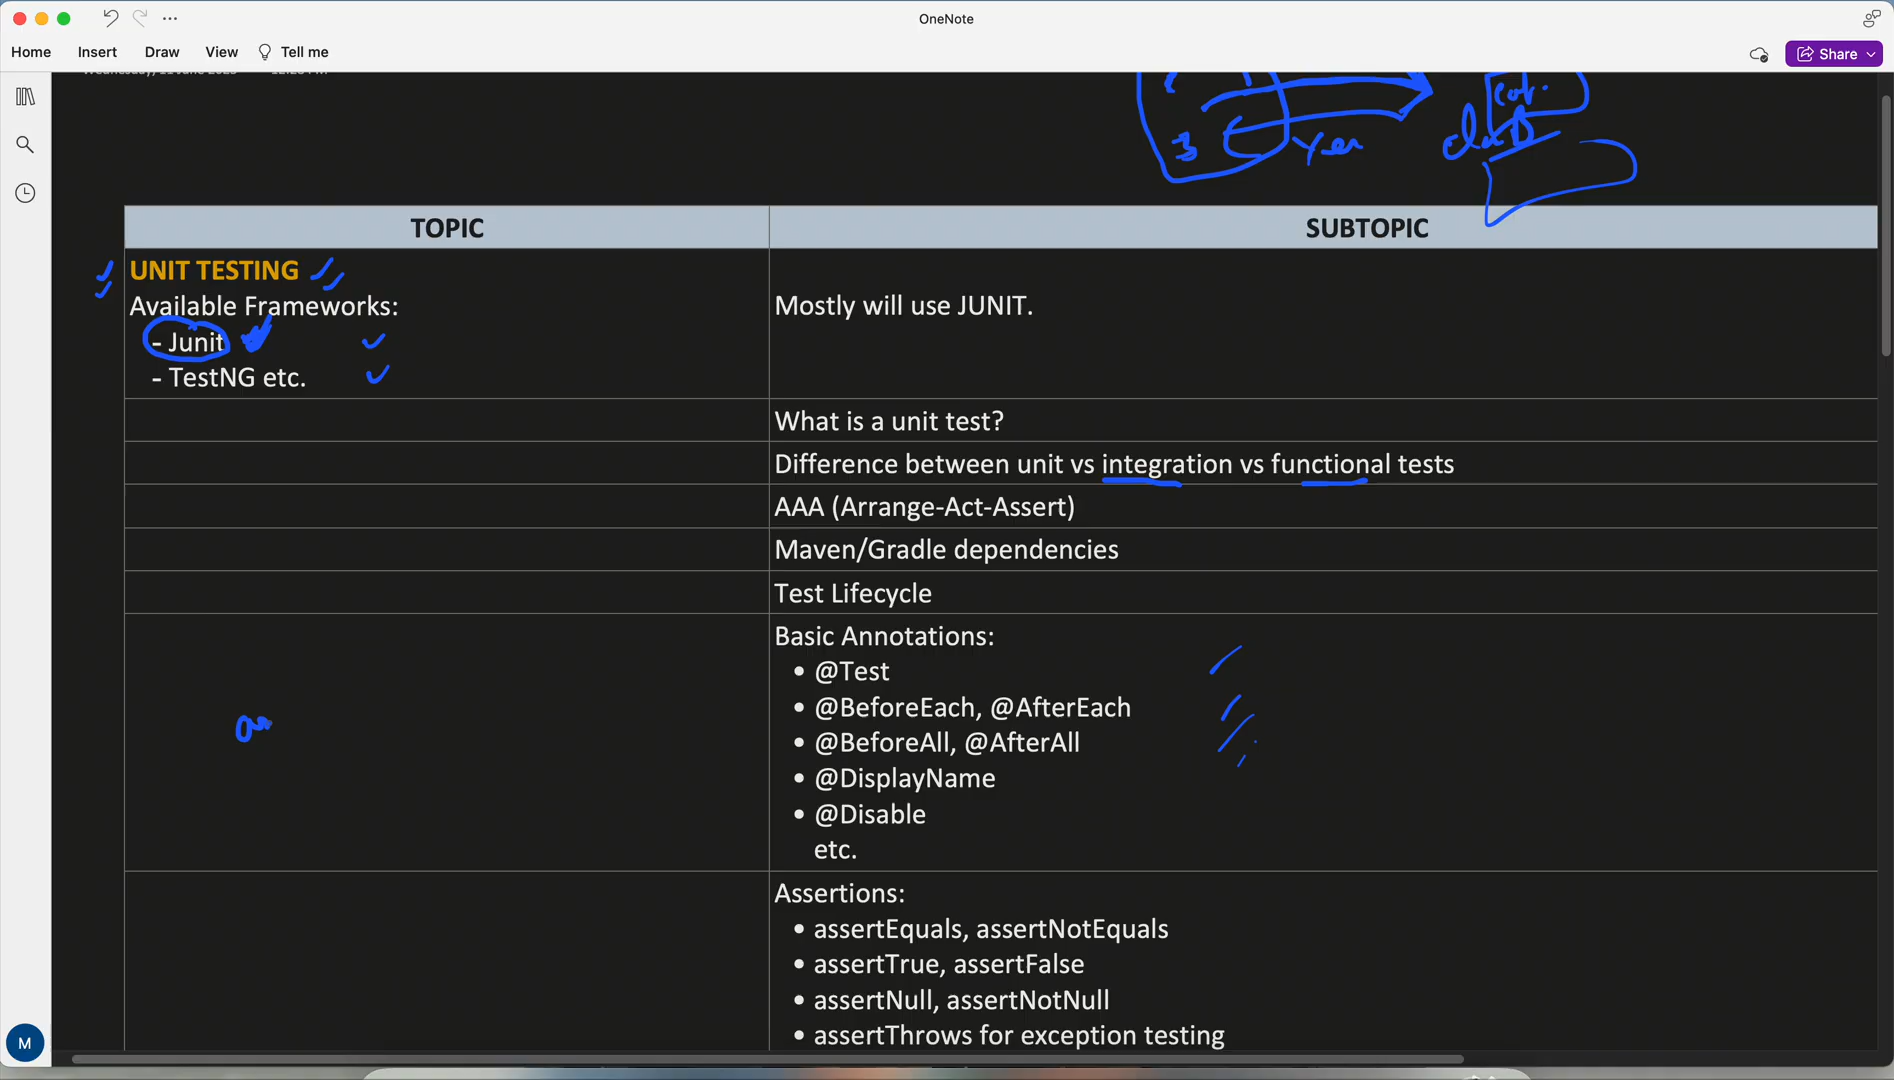 OneNote
Home Insert Draw View Tell me
Share
TOPIC SUBTOPIC
UNIT TESTING
Available Frameworks:
- Junit
- TestNG etc.
Mostly will use JUNIT.
What is a unit test?
Difference between unit vs integration vs functional tests
AAA (Arrange-Act-Assert)
Maven/Gradle dependencies
Test Lifecycle
Basic Annotations:
• @Test
• @BeforeEach, @AfterEach
• @BeforeAll, @AfterAll
• @DisplayName
• @Disable
etc.
Assertions:
• assertEquals, assertNotEquals
• assertTrue, assertFalse
• assertNull, assertNotNull
• assertThrows for exception testing
M